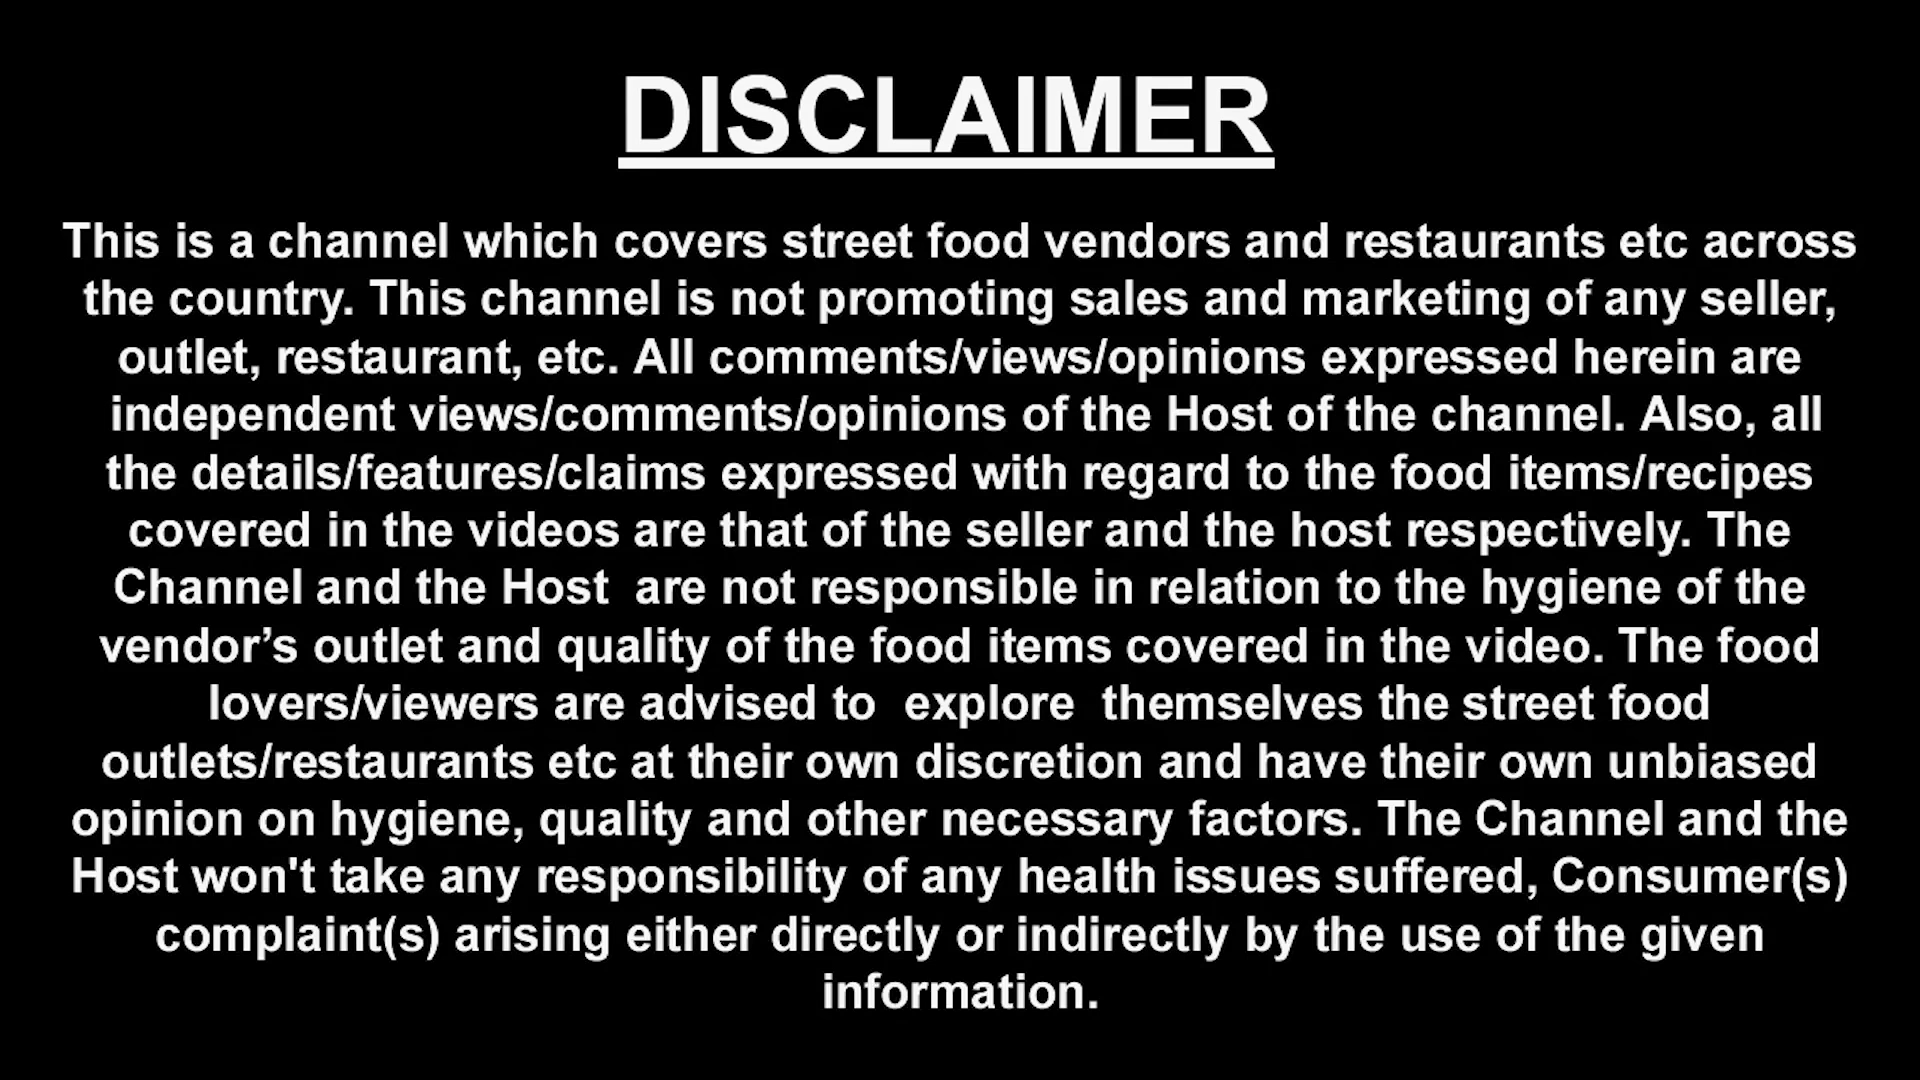 DISCLAIMER
This is a channel which covers street food vendors and restaurants etc across
the country. This channel is not promoting sales and marketing of any seller,
outlet, restaurant, etc. All comments/views/opinions expressed herein are
independent views/comments/opinions of the Host of the channel. Also, all
the details/features/claims expressed with regard to the food items/recipes
covered in the videos are that of the seller and the host respectively. The
Channel and the Host  are not responsible in relation to the hygiene of the
vendor’s outlet and quality of the food items covered in the video. The food
lovers/viewers are advised to  explore  themselves the street food
outlets/restaurants etc at their own discretion and have their own unbiased
opinion on hygiene, quality and other necessary factors. The Channel and the
Host won't take any responsibility of any health issues suffered, Consumer(s)
complaint(s) arising either directly or indirectly by the use of the given
information.